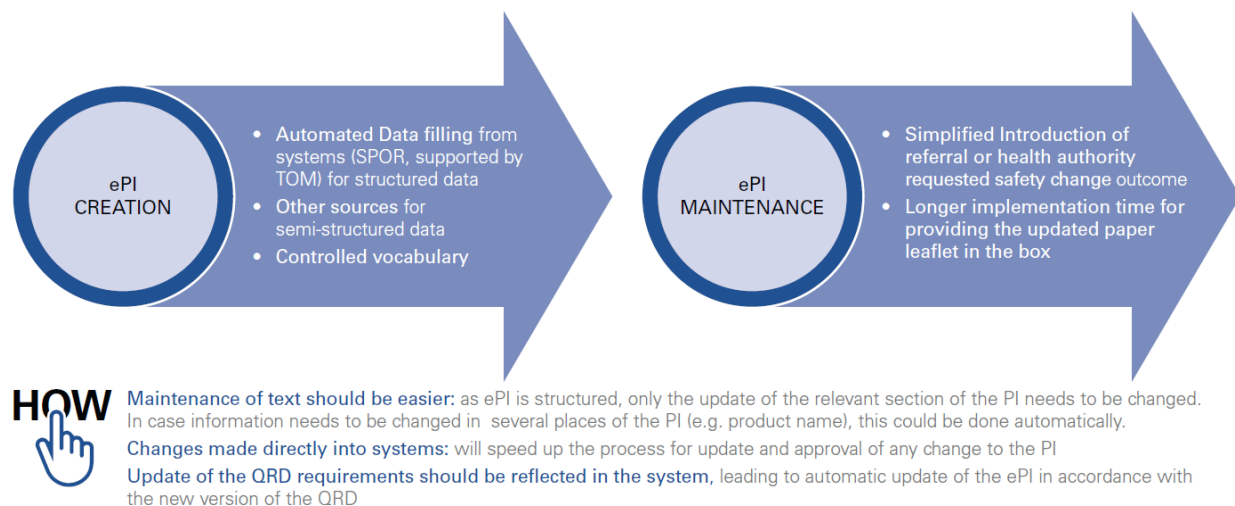 ePI
CREATION
• Automated Data filling from
systems (SPOR, supported by
TOM) for structured data
• Other sources for
semi-structured data
• Controlled vocabulary
ePI
MAINTENANCE
• Simplified Introduction of
referral or health authority
requested safety change outcome
• Longer implementation time for
providing the updated paper
leaflet in the box
HOW
Maintenance of text should be easier: as ePI is structured, only the update of the relevant section of the PI needs to be changed.
In case information needs to be changed in several places of the PI (e.g. product name), this could be done automatically.
Changes made directly into systems: will speed up the process for update and approval of any change to the PI
Update of the QRD requirements should be reflected in the system, leading to automatic update of the ePI in accordance with
the new version of the QRD